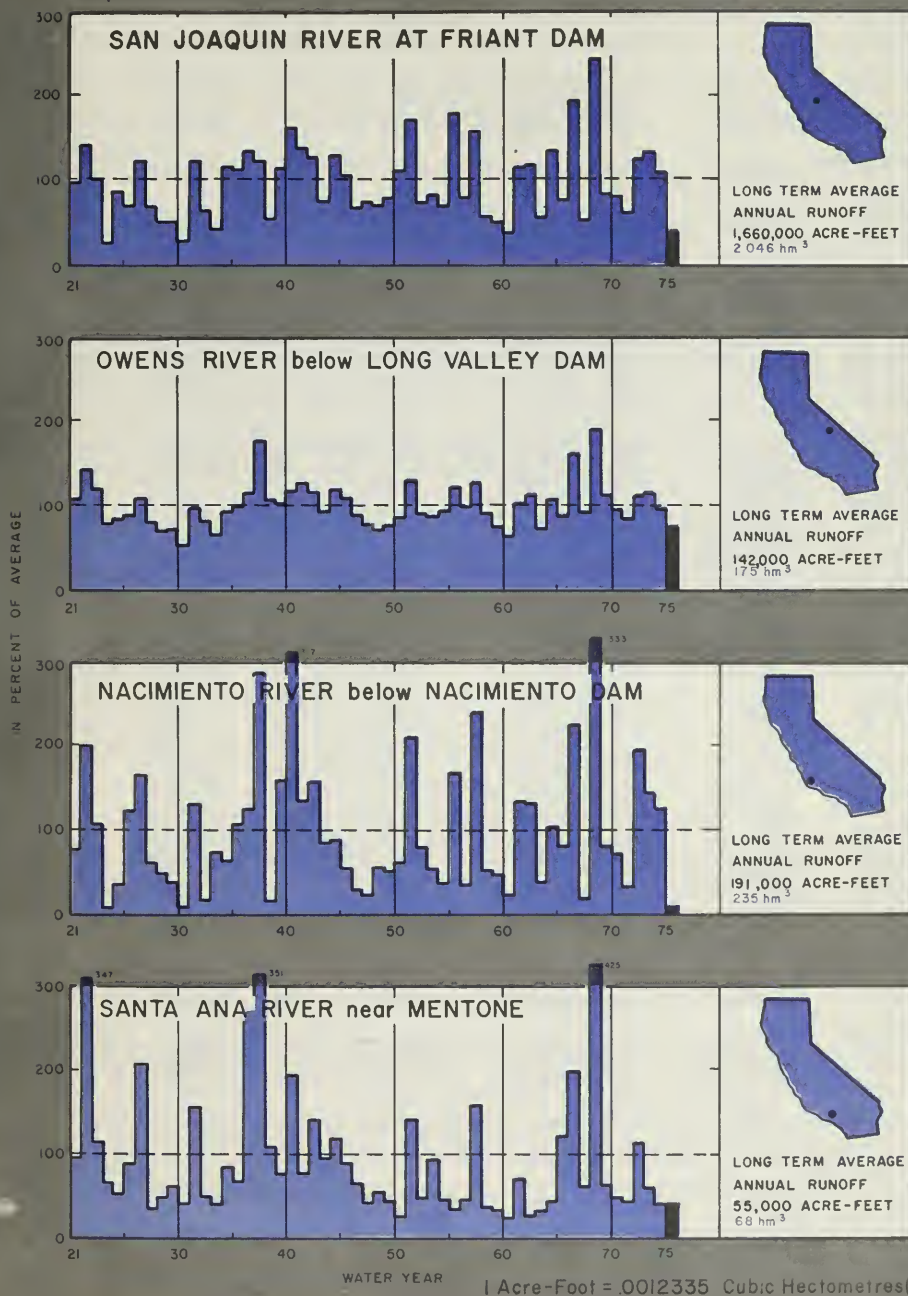 300
SAN JOAQUIN RIVER AT FRIANT DAM
200
100
0
21 30 40 50 60 70 75
LONG TERM AVERAGE
ANNUAL RUNOFF
1,660,000 ACRE-FEET
2 046 hm³
300
OWENS RIVER below LONG VALLEY DAM
200
100
0
21 30 40 50 60 70 75
LONG TERM AVERAGE
ANNUAL RUNOFF
142,000 ACRE-FEET
175 hm³
IN PERCENT OF AVERAGE
333
300
NACIMIENTO RIVER below NACIMIENTO DAM
200
100
0
21 30 40 50 60 70 75
LONG TERM AVERAGE
ANNUAL RUNOFF
191,000 ACRE-FEET
235 hm³
347 351 425
300
SANTA ANA RIVER near MENTONE
200
100
0
21 30 40 50 60 70 75
LONG TERM AVERAGE
ANNUAL RUNOFF
55,000 ACRE-FEET
68 hm³
WATER YEAR
1 Acre-Foot = .0012335 Cubic Hectometres